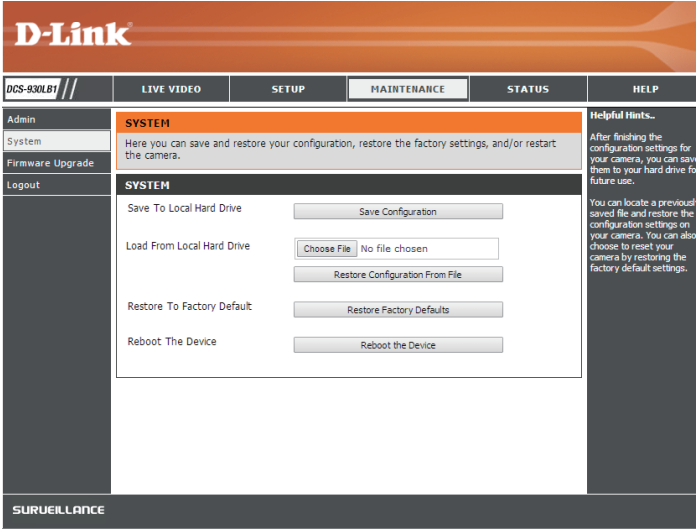 D-Link
DCS-930LB1 //
LIVE VIDEO
SETUP
MAINTENANCE
STATUS
HELP
Admin
System
Firmware Upgrade
Logout
SYSTEM
Here you can save and restore your configuration, restore the factory settings, and/or restart
the camera.
SYSTEM
Save To Local Hard Drive
Save Configuration
Load From Local Hard Drive
Choose File No file chosen
Restore Configuration From File
Restore To Factory Default
Restore Factory Defaults
Reboot The Device
Reboot the Device
Helpful Hints..
After finishing the
configuration settings for
your camera, you can save
them to your hard drive fo
future use.
You can locate a previousl
saved file and restore the
configuration settings on
your camera. You can also
choose to reset your
camera by restoring the
factory default settings.
SURVEILLANCE